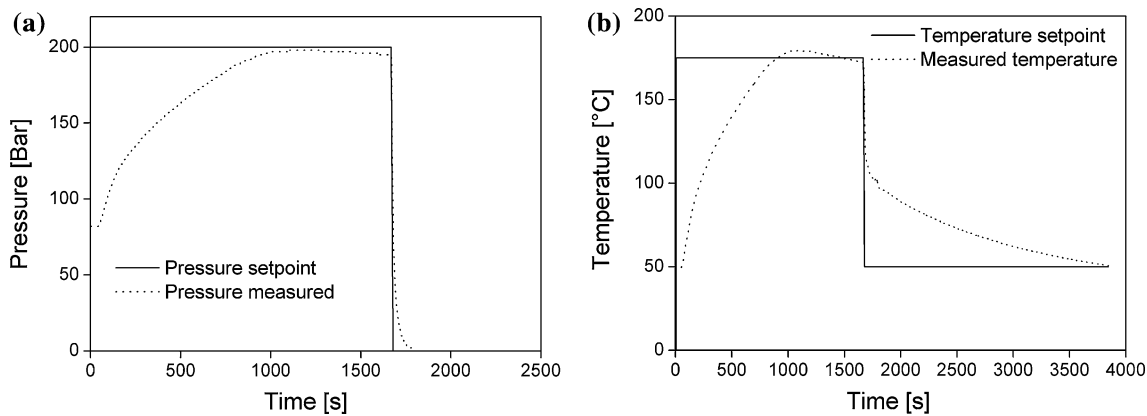 (a)
200
150
100
50
0
Pressure [Bar]
Pressure setpoint
Pressure measured
0 500 1000 1500 2000 2500
Time [s]
(b)
200
150
100
50
0
Temperature [°C]
Temperature setpoint
Measured temperature
0 500 1000 1500 2000 2500 3000 3500 4000
Time [s]